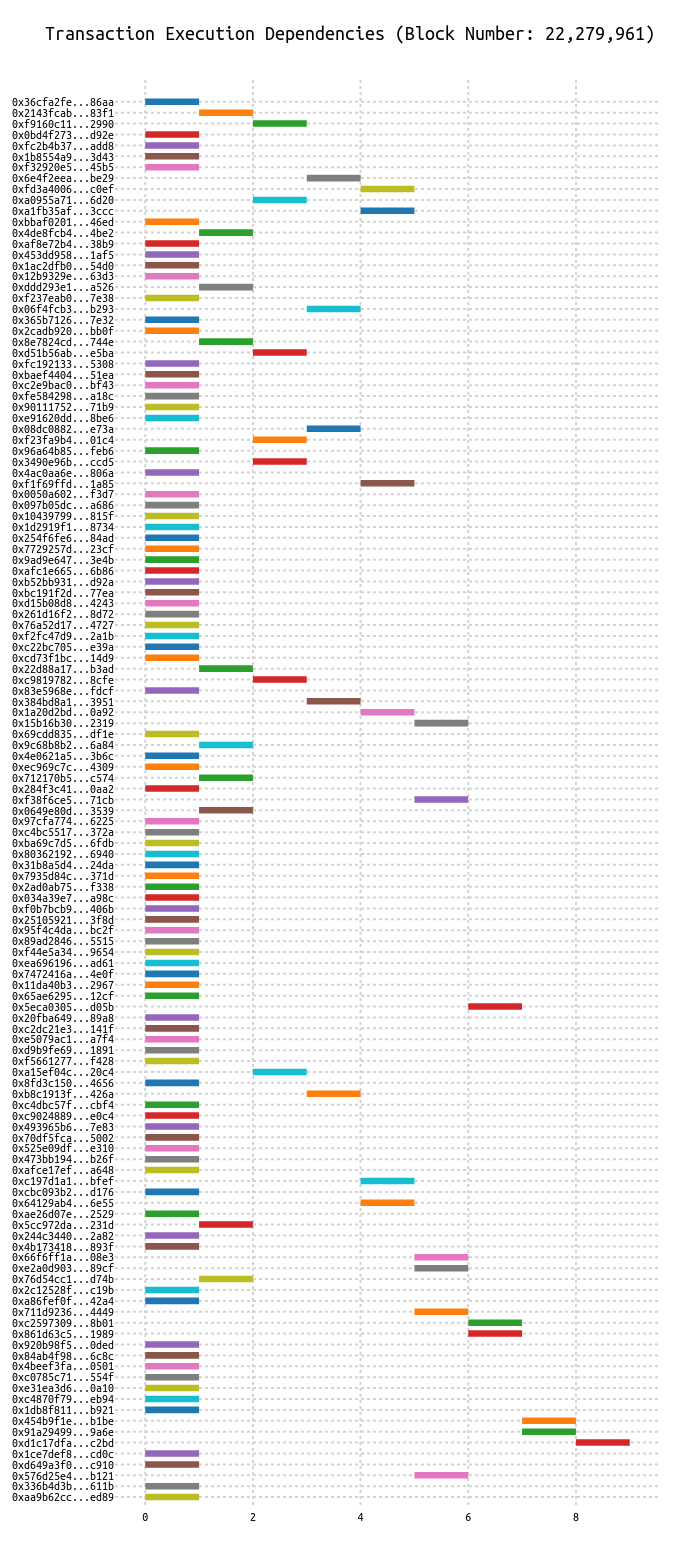 Transaction Execution Dependencies (Block Number: 22,279,961)
0x36cfa2fe...86aa
0x2143fcab...83f1
0xf9160c11...2990
0x0bd4f273...d92e
0xfc2b4b37...add8
0x1b8554a9...3d43
0xf32920e5...45b5
0x6e4f2eea...be29
0xfd3a4006...c0ef
0xa0955a71...6d20
0xa1fb35af...3ccc
0xbbaf0201...46ed
0x4de8fcb4...4be2
0xaf8e72b4...38b9
0x453dd958...1af5
0x1ac2dfb0...54d0
0x12b9329e...63d3
0xddd293e1...a526
0xf237eab0...7e38
0x06f4fcb3...b293
0x365b7126...7e32
0x2cadb920...bb0f
0x8e7824cd...744e
0xd51b56ab...e5ba
0xfc192133...5308
0xbaef4404...51ea
0xc2e9bac0...bf43
0xfe584298...a18c
0x90111752...71b9
0xe91620dd...8be6
0x08dc0882...e73a
0xf23fa9b4...01c4
0x96a64b85...feb6
0x3490e96b...ccd5
0x4ac0aa6e...806a
0xf1f69ffd...1a85
0x0050a602...f3d7
0x097b05dc...a686
0x10439799...815f
0x1d2919f1...8734
0x254f6fe6...84ad
0x7729257d...23cf
0x9ad9e647...3e4b
0xafc1e665...6b86
0xb52bb931...d92a
0xbc191f2d...77ea
0xd15b08d8...4243
0x261d16f2...8d72
0x76a52d17...4727
0xf2fc47d9...2a1b
0xc22bc705...e39a
0xcd73f1bc...14d9
0x22d88a17...b3ad
0xc9819782...8cfe
0x83e5968e...fdcf
0x384bd8a1...3951
0x1a20d2bd...0a92
0x15b16b30...2319
0x69cdd835...df1e
0x9c68b8b2...6a84
0x4e0621a5...3b6c
0xec969c7c...4309
0x712170b5...c574
0x284f3c41...0aa2
0xf38f6ce5...71cb
0x0649e80d...3539
0x97cfa774...6225
0xc4bc5517...372a
0xba69c7d5...6fdb
0x80362192...6940
0x31b8a5d4...24da
0x7935d84c...371d
0x2ad0ab75...f338
0x034a39e7...a98c
0xf0b7bcb9...406b
0x25105921...3f8d
0x95f4c4da...bc2f
0x89ad2846...5515
0xf44e5a34...9654
0xea696196...ad61
0x7472416a...4e0f
0x11da40b3...2967
0x65ae6295...12cf
0x5eca0305...d05b
0x20fba649...89a8
0xc2dc21e3...141f
0xe5079ac1...a7f4
0xd9b9fe69...1891
0xf5661277...f428
0xa15ef04c...20c4
0x8fd3c150...4656
0xb8c1913f...426a
0xc4dbc57f...cbf4
0xc9024889...e0c4
0x493965b6...7e83
0x70df5fca...5002
0x525e09df...e310
0x473bb194...b26f
0xafce17ef...a648
0xc197d1a1...bfef
0xcbc093b2...d176
0x64129ab4...6e55
0xae26d07e...2529
0x5cc972da...231d
0x244c3440...2a82
0x4b173418...893f
0x66f6ff1a...08e3
0xe2a0d903...89cf
0x76d54cc1...d74b
0x2c12528f...c19b
0xa86fef0f...42a4
0x711d9236...4449
0xc2597309...8b01
0x861d63c5...1989
0x920b98f5...0ded
0x84ab4f98...6c8c
0x4beef3fa...0501
0xc0785c71...554f
0xe31ea3d6...0a10
0xc4870f79...eb94
0x1db8f811...b921
0x454b9f1e...b1be
0x91a29499...9a6e
0xd1c17dfa...c2bd
0x1ce7def8...cd0c
0xd649a3f0...c910
0x576d25e4...b121
0x336b4d3b...611b
0xaa9b62cc...ed89
0 2 4 6 8